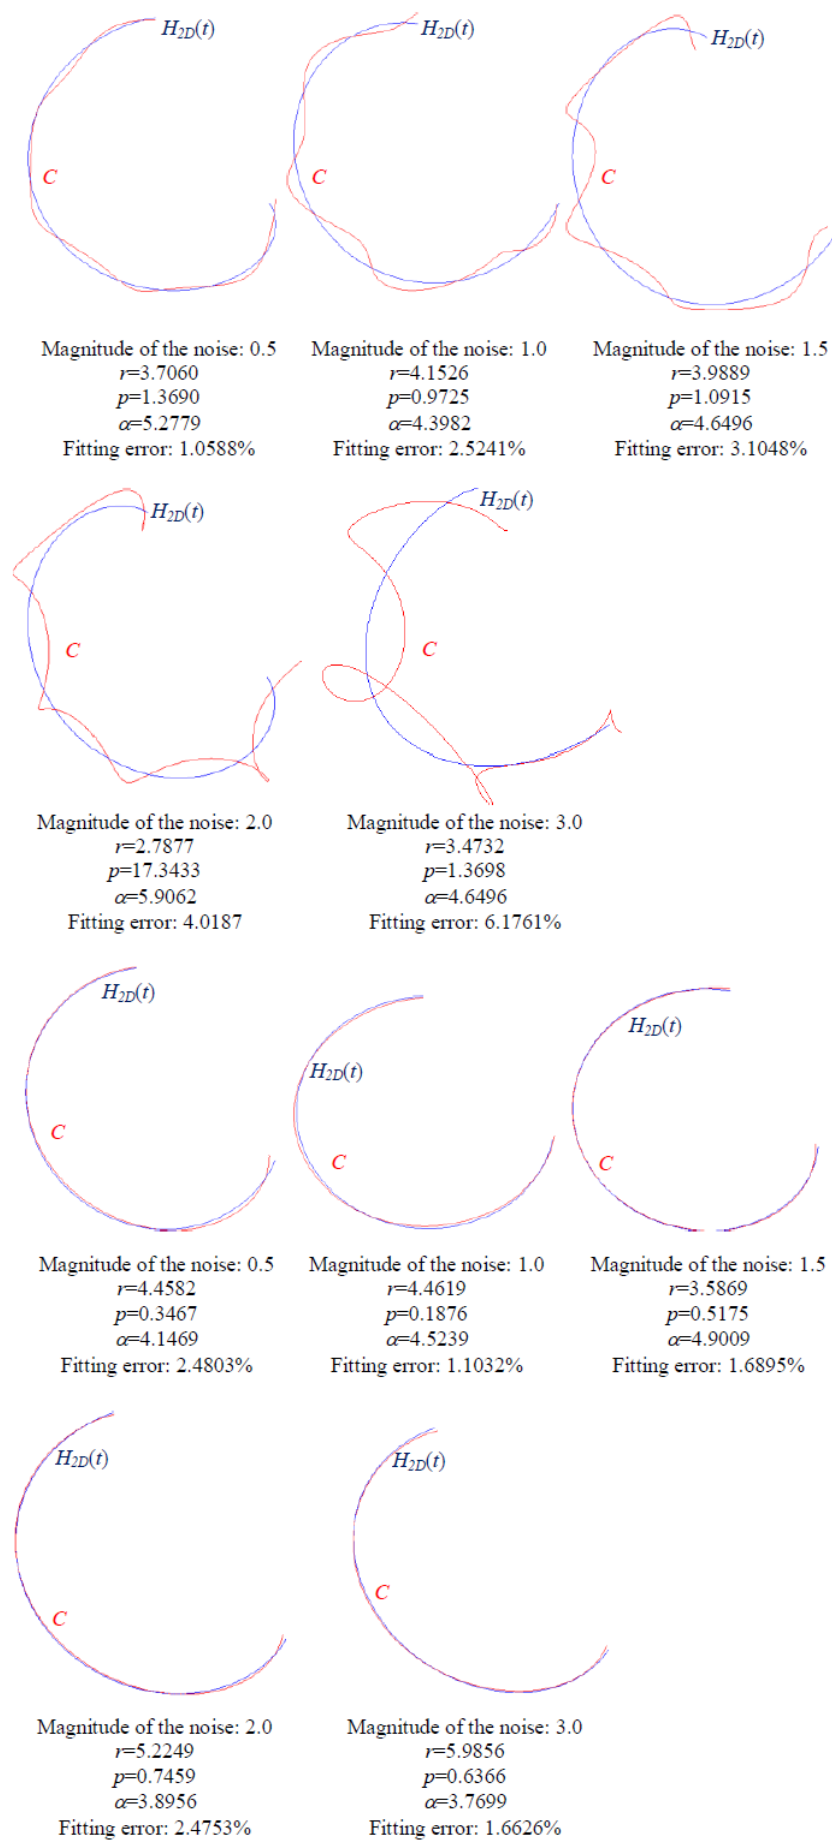 H2D(t)
C
Magnitude of the noise: 0.5
r=3.7060
p=1.3690
α=5.2779
Fitting error: 1.0588%
H2D(t)
C
Magnitude of the noise: 1.0
r=4.1526
p=0.9725
α=4.3982
Fitting error: 2.5241%
H2D(t)
C
Magnitude of the noise: 1.5
r=3.9889
p=1.0915
α=4.6496
Fitting error: 3.1048%
H2D(t)
C
Magnitude of the noise: 2.0
r=2.7877
p=17.3433
α=5.9062
Fitting error: 4.0187
H2D(t)
C
Magnitude of the noise: 3.0
r=3.4732
p=1.3698
α=4.6496
Fitting error: 6.1761%
H2D(t)
C
Magnitude of the noise: 0.5
r=4.4582
p=0.3467
α=4.1469
Fitting error: 2.4803%
H2D(t)
C
Magnitude of the noise: 1.0
r=4.4619
p=0.1876
α=4.5239
Fitting error: 1.1032%
H2D(t)
C
Magnitude of the noise: 1.5
r=3.5869
p=0.5175
α=4.9009
Fitting error: 1.6895%
H2D(t)
C
Magnitude of the noise: 2.0
r=5.2249
p=0.7459
α=3.8956
Fitting error: 2.4753%
H2D(t)
C
Magnitude of the noise: 3.0
r=5.9856
p=0.6366
α=3.7699
Fitting error: 1.6626%